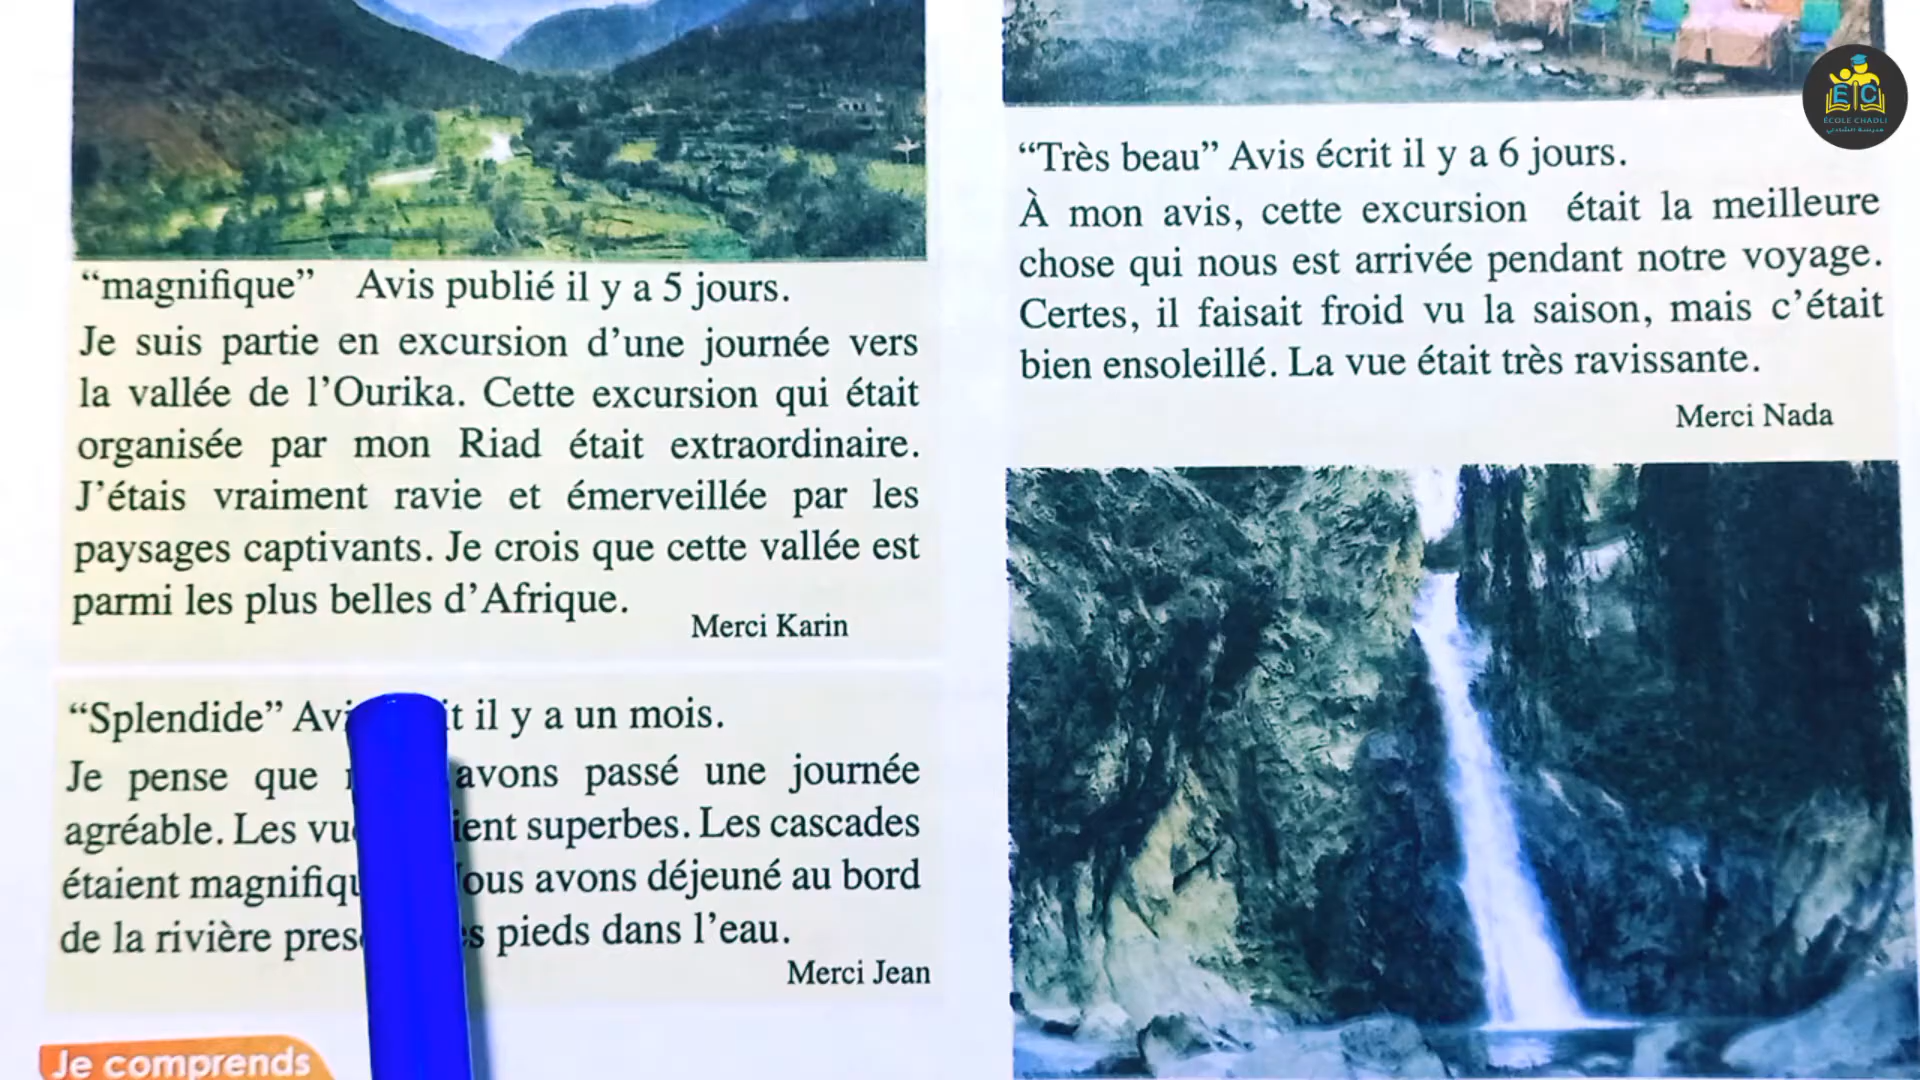 “magnifique” Avis publié il y a 5 jours.
Je suis partie en excursion d’une journée vers
la vallée de l’Ourika. Cette excursion qui était
organisée par mon Riad était extraordinaire.
J’étais vraiment ravie et émerveillée par les
paysages captivants. Je crois que cette vallée est
parmi les plus belles d’Afrique.
Merci Karin
“Splendide” il y a un mois.
Je pense que avons passé une journée
agréable. Les superbes. Les cascades
étaient avons déjeuné au bord
de la rivière pieds dans l’eau.
Merci Jean
Je comprends
“Très beau” Avis écrit il y a 6 jours.
À mon avis, cette excursion était la meilleure
chose qui nous est arrivée pendant notre voyage.
Certes, il faisait froid vu la saison, mais c’était
bien ensoleillé. La vue était très ravissante.
Merci Nada
ETC
ÉCOLE CHADLI
مدرسة الشادلي